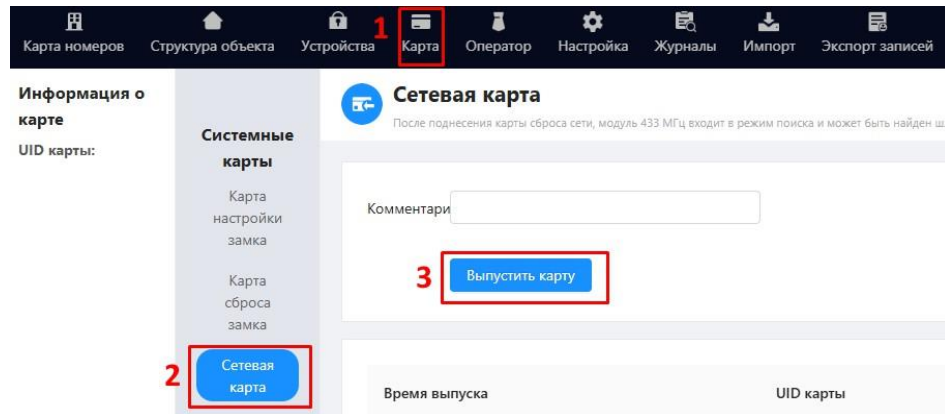 1
Карта номеров Структура объекта Устройства Карта Оператор Настройка Журналы Импорт Экспорт записей
Информация о
карте
UID карты:
Системные
карты
Карта
настройки
замка
Карта
сброса
замка
2
Сетевая
карта
Сетевая карта
После поднесения карты сброса сети, модуль 433 МГц входит в режим поиска и может быть найден
Комментари
3 Выпустить карту
Время выпуска UID карты